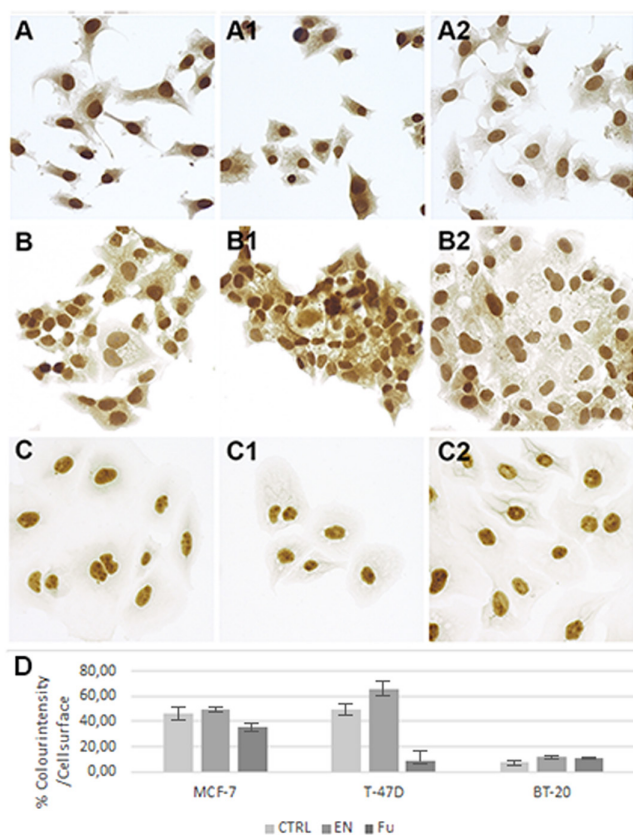 A A1 A2
B B1 B2
C C1 C2
D
80,00
60,00
40,00
20,00
0,00
% Colourintensity
/Cellsurface
MCF-7 T-47D BT-20
CTRL EN Fu